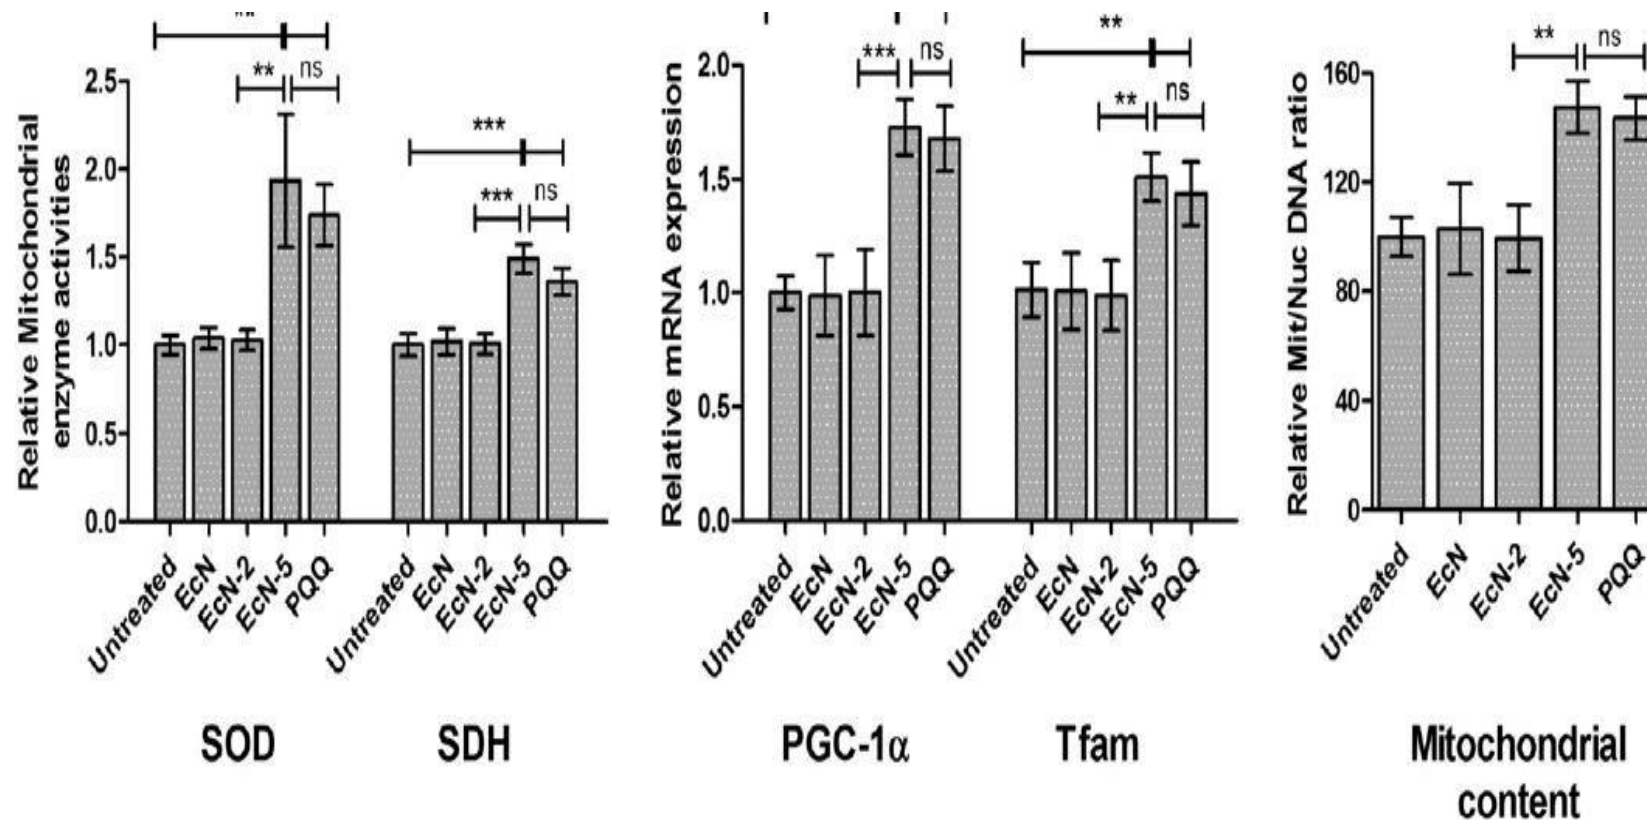 **
** ns
***
*** ns
2.5
2.0
1.5
1.0
0.5
0.0
Relative Mitochondrial
enzyme activities
Untreated
EcN
EcN-2
EcN-5
PQQ
Untreated
EcN
EcN-2
EcN-5
PQQ
SOD
SDH
*** ns
**
** ns
2.0
1.5
1.0
0.5
0.0
Relative mRNA expression
Untreated
EcN
EcN-2
EcN-5
PQQ
Untreated
EcN
EcN-2
EcN-5
PQQ
PGC-1α
Tfam
** ns
160
120
80
40
0
Relative Mit/Nuc DNA ratio
Untreated
EcN
EcN-2
EcN-5
PQQ
Mitochondrial
content